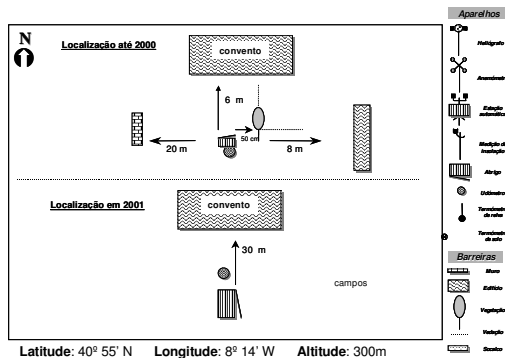 Aparelhos
N
Localização até 2000
convento
Heliógrafo
Anemómetro
6 m
Estação
automática
50 cm
20 m
8 m
Medição de
Insolação
Abrigo
Localização em 2001
convento
Udómetro
Termómetro
de relva
30 m
Termómetro
de solo
Barreiras
campos
Muro
Edifício
Vegetação
Vedação
Socalco
Latitude: 40º 55' N Longitude: 8º 14' W Altitude: 300m